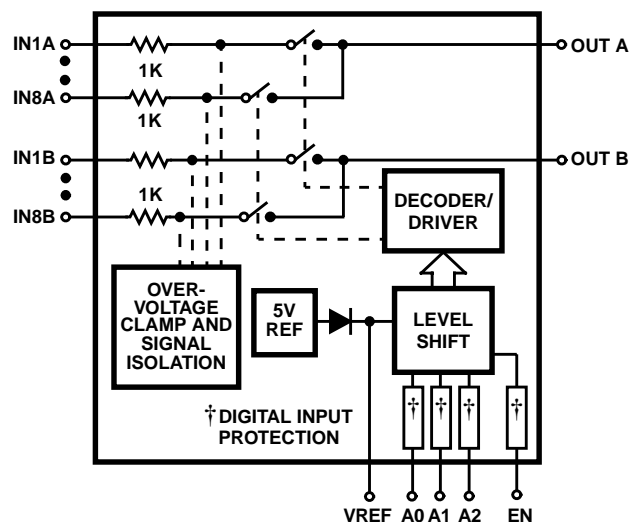 IN1A
1K
OUT A
IN8A
1K
IN1B
1K
OUT B
IN8B
1K
DECODER/
DRIVER
OVER-
VOLTAGE
CLAMP AND
SIGNAL
ISOLATION
5V
REF
LEVEL
SHIFT
† † † †
†DIGITAL INPUT
PROTECTION
VREF A0 A1 A2 EN